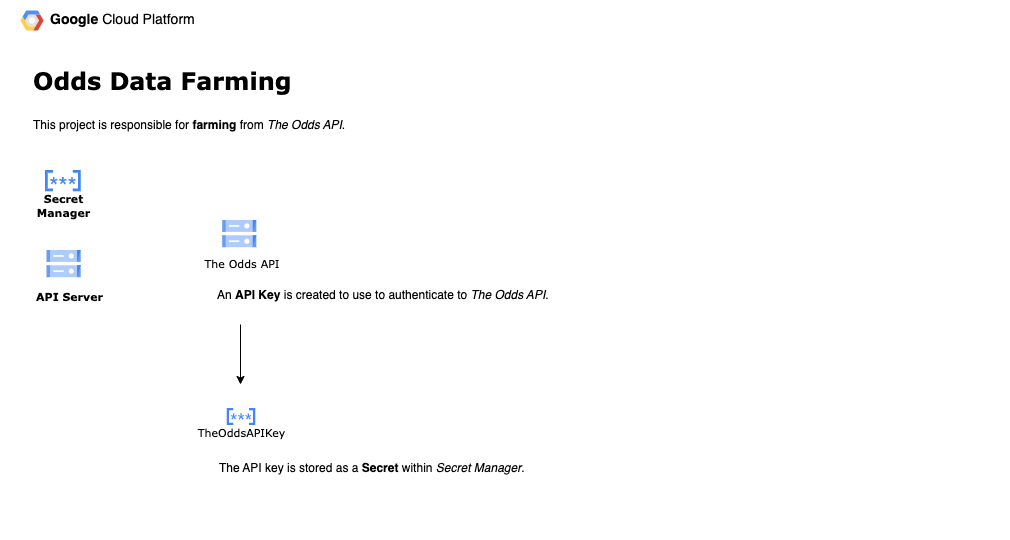 Google Cloud Platform
Odds Data Farming
This project is responsible for farming from The Odds API.
[***]
Secret
Manager
API Server
The Odds API
An API Key is created to use to authenticate to The Odds API.
[***]
TheOddsAPIKey
The API key is stored as a Secret within Secret Manager.